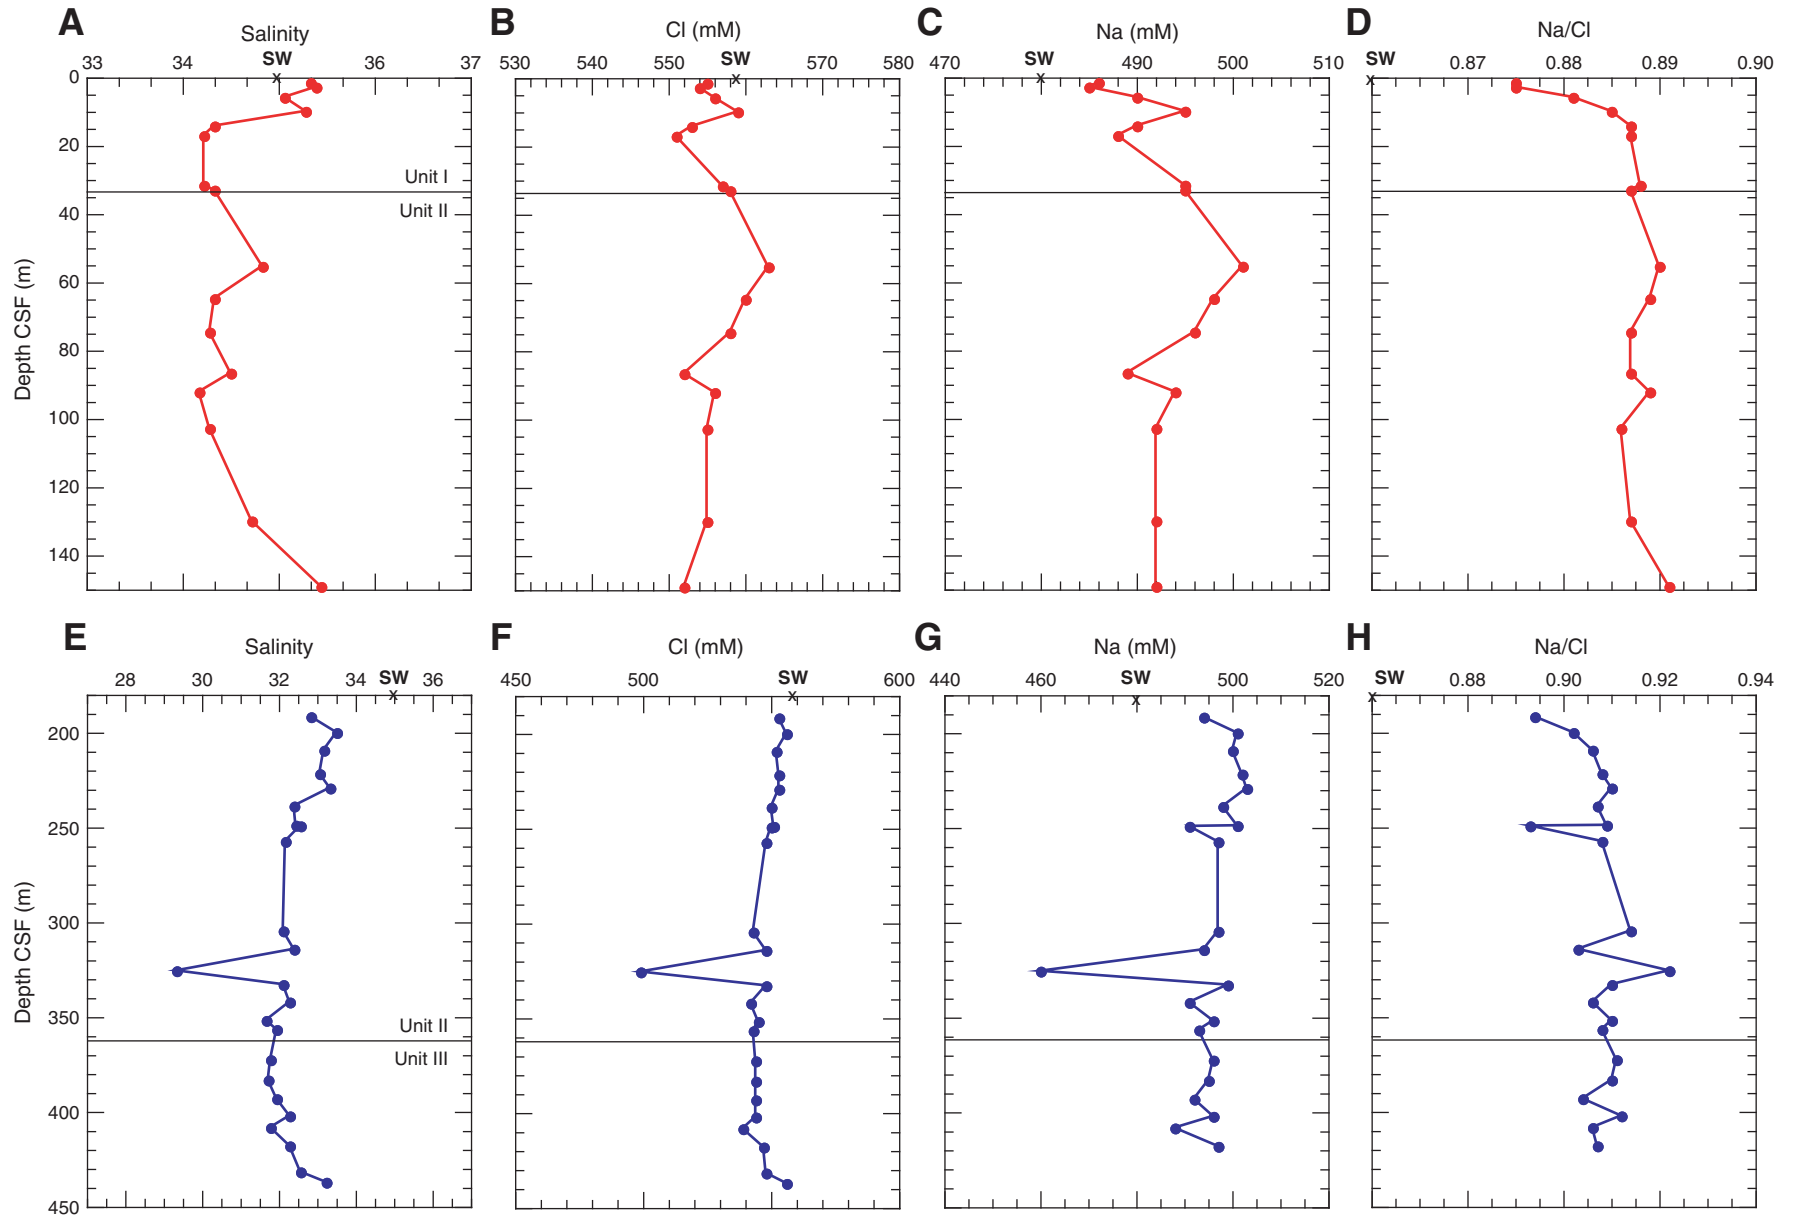 A
Salinity
33 34 SW 36 37
x
B
Cl (mM)
530 540 550 SW 570 580
x
C
Na (mM)
470 SW 490 500 510
x
D
Na/Cl
SW 0.87 0.88 0.89 0.90
x
0
20
40
60
80
100
120
140
Depth CSF (m)
Unit I
Unit II
E
Salinity
28 30 32 34 SW 36
x
F
Cl (mM)
450 500 SW 600
x
G
Na (mM)
440 460 SW 500 520
x
H
Na/Cl
SW 0.88 0.90 0.92 0.94
x
200
250
300
350
400
450
Depth CSF (m)
Unit II
Unit III